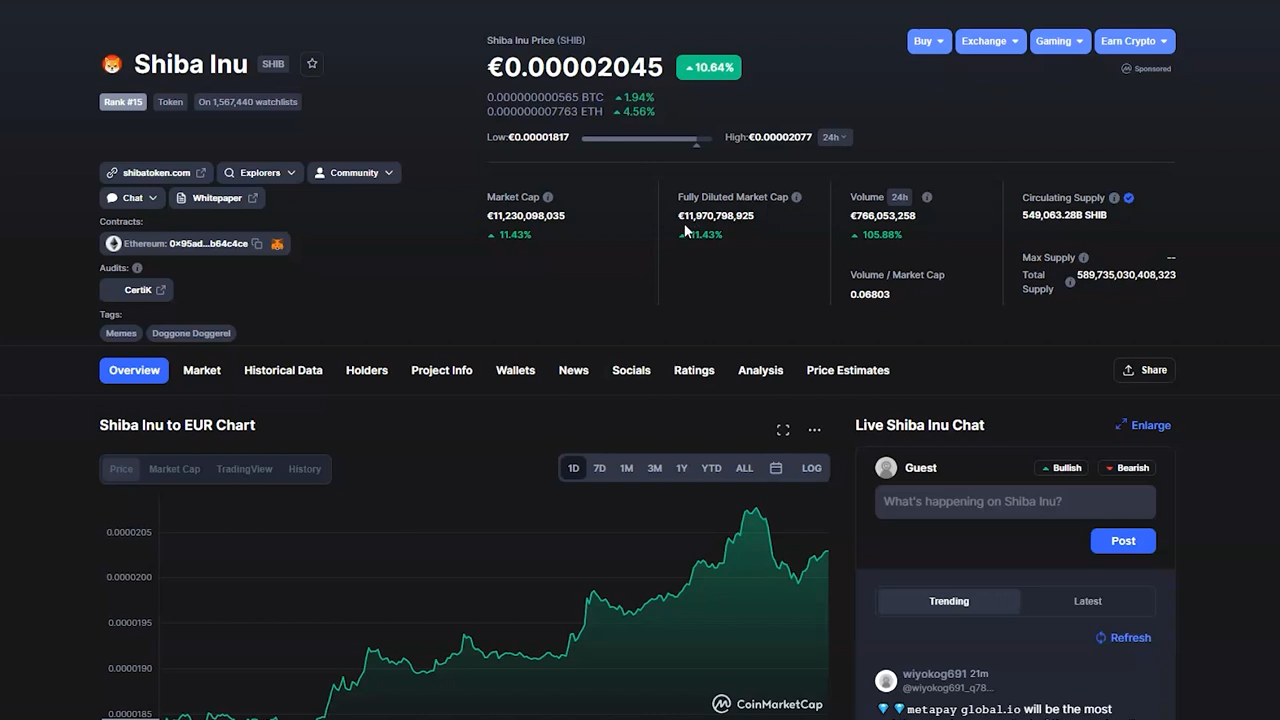 Shiba Inu SHIB
Rank #15 Token On 1,567,440 watchlists
shibatoken.com Explorers Community
Chat Whitepaper
Contracts:
Ethereum: 0x95ad...b64c4ce
Audits:
CertiK
Tags:
Memes Doggone Doggerel
Shiba Inu Price (SHIB)
€0.00002045 10.64%
0.000000000565 BTC 1.94%
0.000000007763 ETH 4.56%
Low:€0.00001817 High:€0.00002077 24h
Buy Exchange Gaming Earn Crypto
Sponsored
Market Cap
€11,230,098,035
11.43%
Fully Diluted Market Cap
€11,970,798,925
11.43%
Volume 24h
€766,053,258
105.88%
Volume / Market Cap
0.06803
Circulating Supply
549,063.28B SHIB
Max Supply --
Total Supply 589,735,030,408,323
Overview Market Historical Data Holders Project Info Wallets News Socials Ratings Analysis Price Estimates Share
Shiba Inu to EUR Chart
Price Market Cap TradingView History 1D 7D 1M 3M 1Y YTD ALL LOG
0.0000205
0.0000200
0.0000195
0.0000190
0.0000185
CoinMarketCap
Live Shiba Inu Chat Enlarge
Guest Bullish Bearish
What's happening on Shiba Inu?
Post
Trending Latest
Refresh
wiyokog691 21m
@wiyokog691_q78...
metapay global.io will be the most